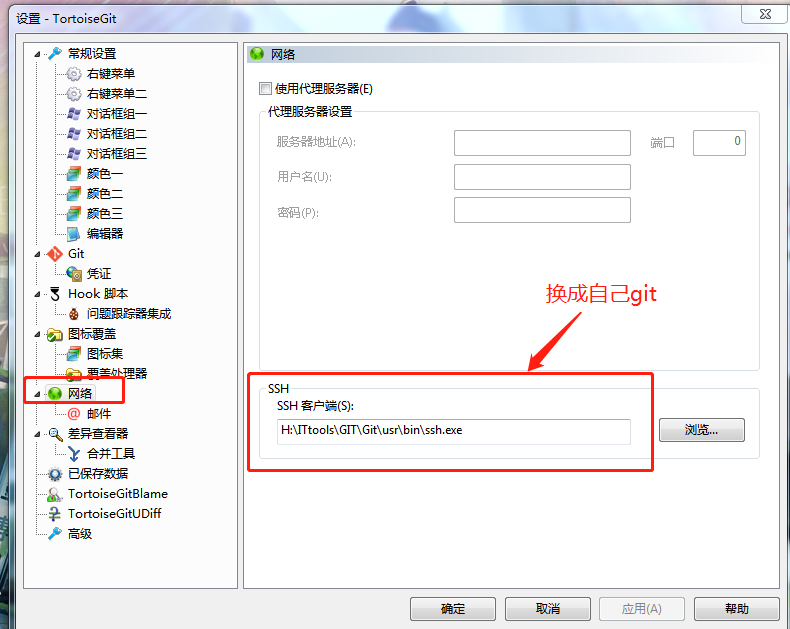 设置 - TortoiseGit
常规设置
右键菜单
右键菜单二
对话框组一
对话框组二
对话框组三
颜色一
颜色二
颜色三
编辑器
Git
凭证
Hook 脚本
问题跟踪器集成
图标覆盖
图标集
覆盖处理器
网络
邮件
差异查看器
合并工具
已保存数据
TortoiseGitBlame
TortoiseGitUDiff
高级
网络
使用代理服务器(E)
代理服务器设置
服务器地址(A):
端口
0
用户名(U):
密码(P):
换成自己git
SSH
SSH 客户端(S):
H:\ITtools\GIT\Git\usr\bin\ssh.exe
浏览...
确定
取消
应用(A)
帮助